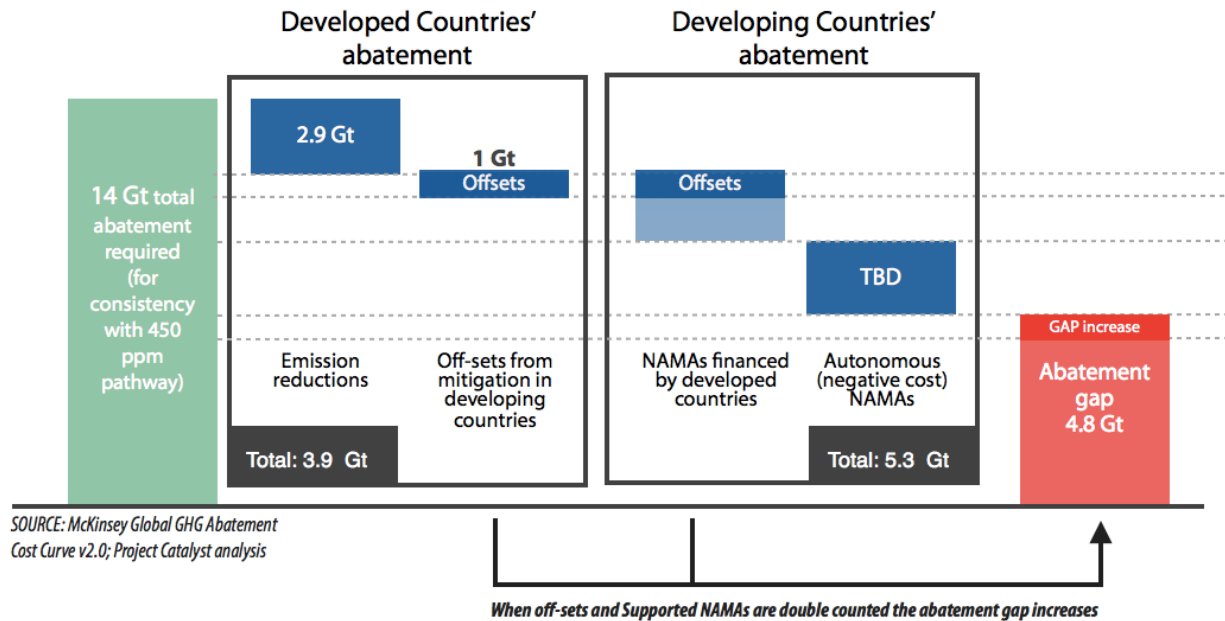 Developed Countries’
abatement
Developing Countries’
abatement
14 Gt total
abatement
required
(for
consistency
with 450
ppm
pathway)
2.9 Gt
1 Gt
Offsets
Emission
reductions
Off-sets from
mitigation in
developing
countries
Total: 3.9 Gt
Offsets
TBD
NAMAs financed
by developed
countries
Autonomous
(negative cost)
NAMAs
Total: 5.3 Gt
GAP increase
Abatement
gap
4.8 Gt
SOURCE: McKinsey Global GHG Abatement
Cost Curve v2.0; Project Catalyst analysis
When off-sets and Supported NAMAs are double counted the abatement gap increases